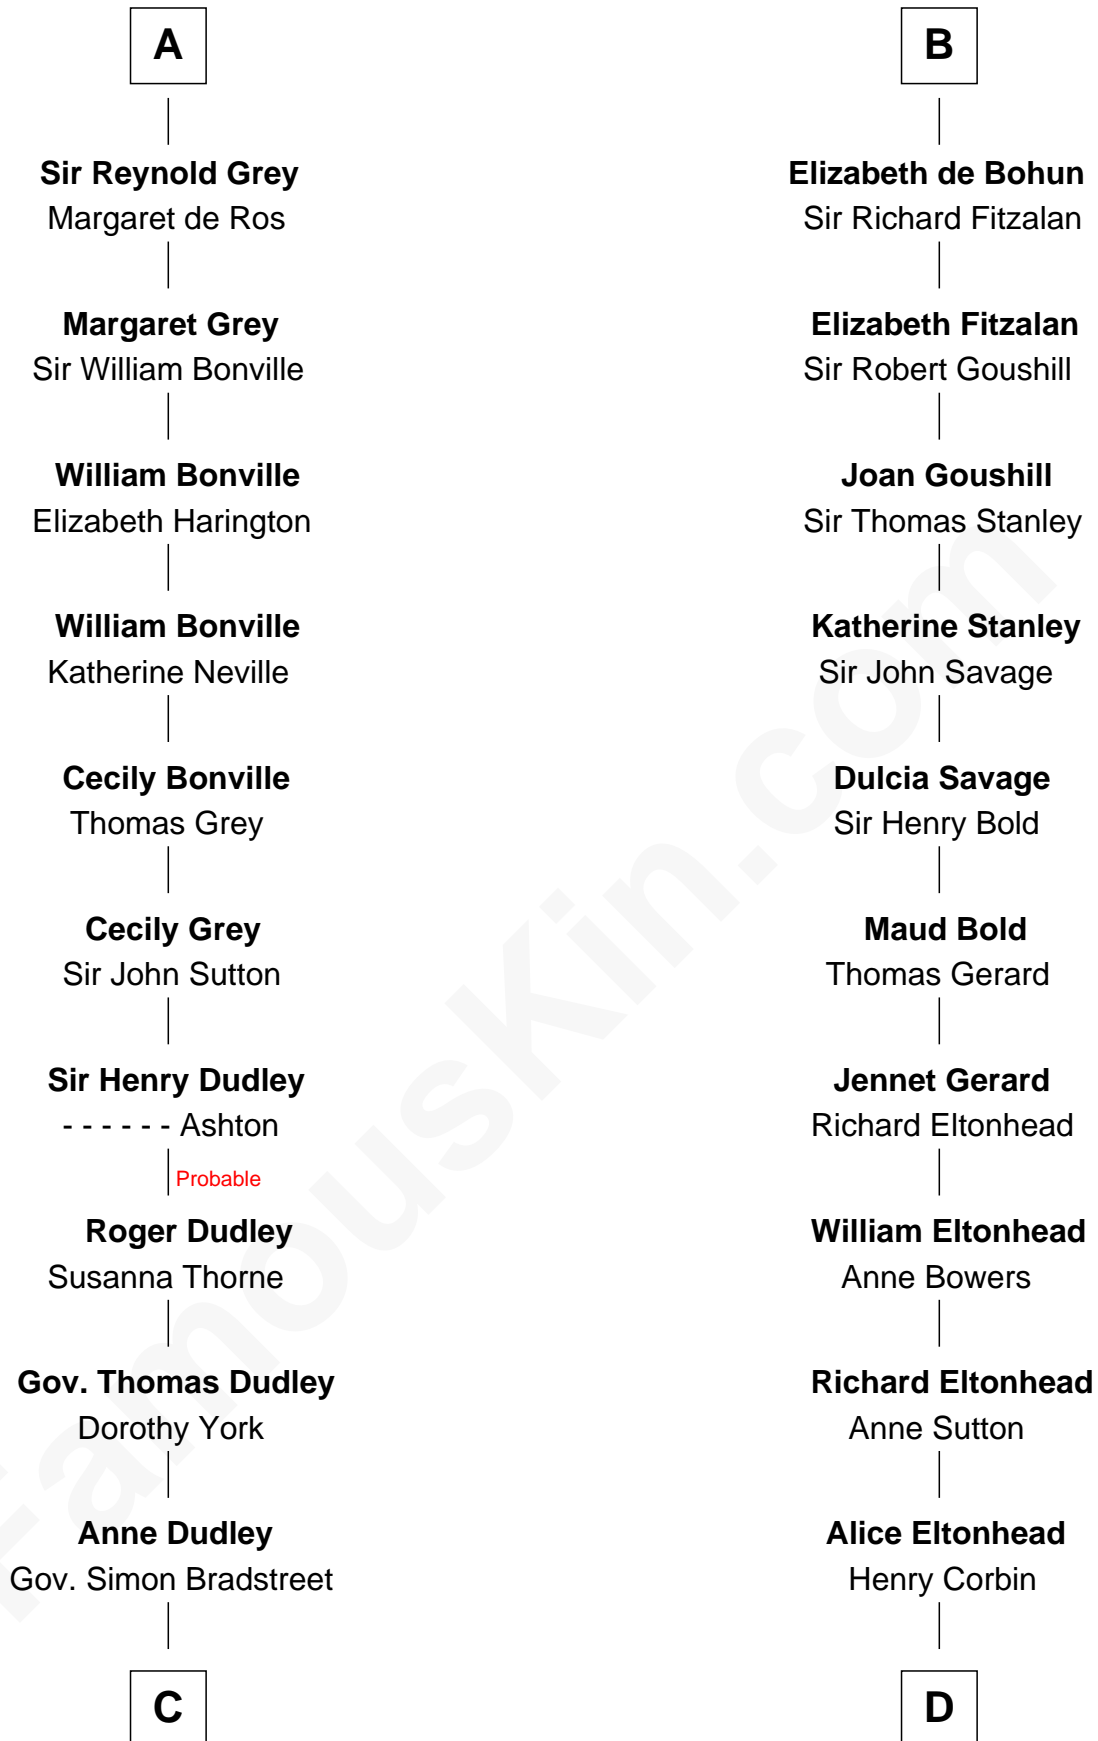 A
Sir Reynold Grey
Margaret de Ros
Margaret Grey
Sir William Bonville
William Bonville
Elizabeth Harington
William Bonville
Katherine Neville
Cecily Bonville
Thomas Grey
Cecily Grey
Sir John Sutton
Sir Henry Dudley
- - - - - - Ashton
Probable
Roger Dudley
Susanna Thorne
Gov. Thomas Dudley
Dorothy York
Anne Dudley
Gov. Simon Bradstreet
C
B
Elizabeth de Bohun
Sir Richard Fitzalan
Elizabeth Fitzalan
Sir Robert Goushill
Joan Goushill
Sir Thomas Stanley
Katherine Stanley
Sir John Savage
Dulcia Savage
Sir Henry Bold
Maud Bold
Thomas Gerard
Jennet Gerard
Richard Eltonhead
William Eltonhead
Anne Bowers
Richard Eltonhead
Anne Sutton
Alice Eltonhead
Henry Corbin
D
FamousKin.com